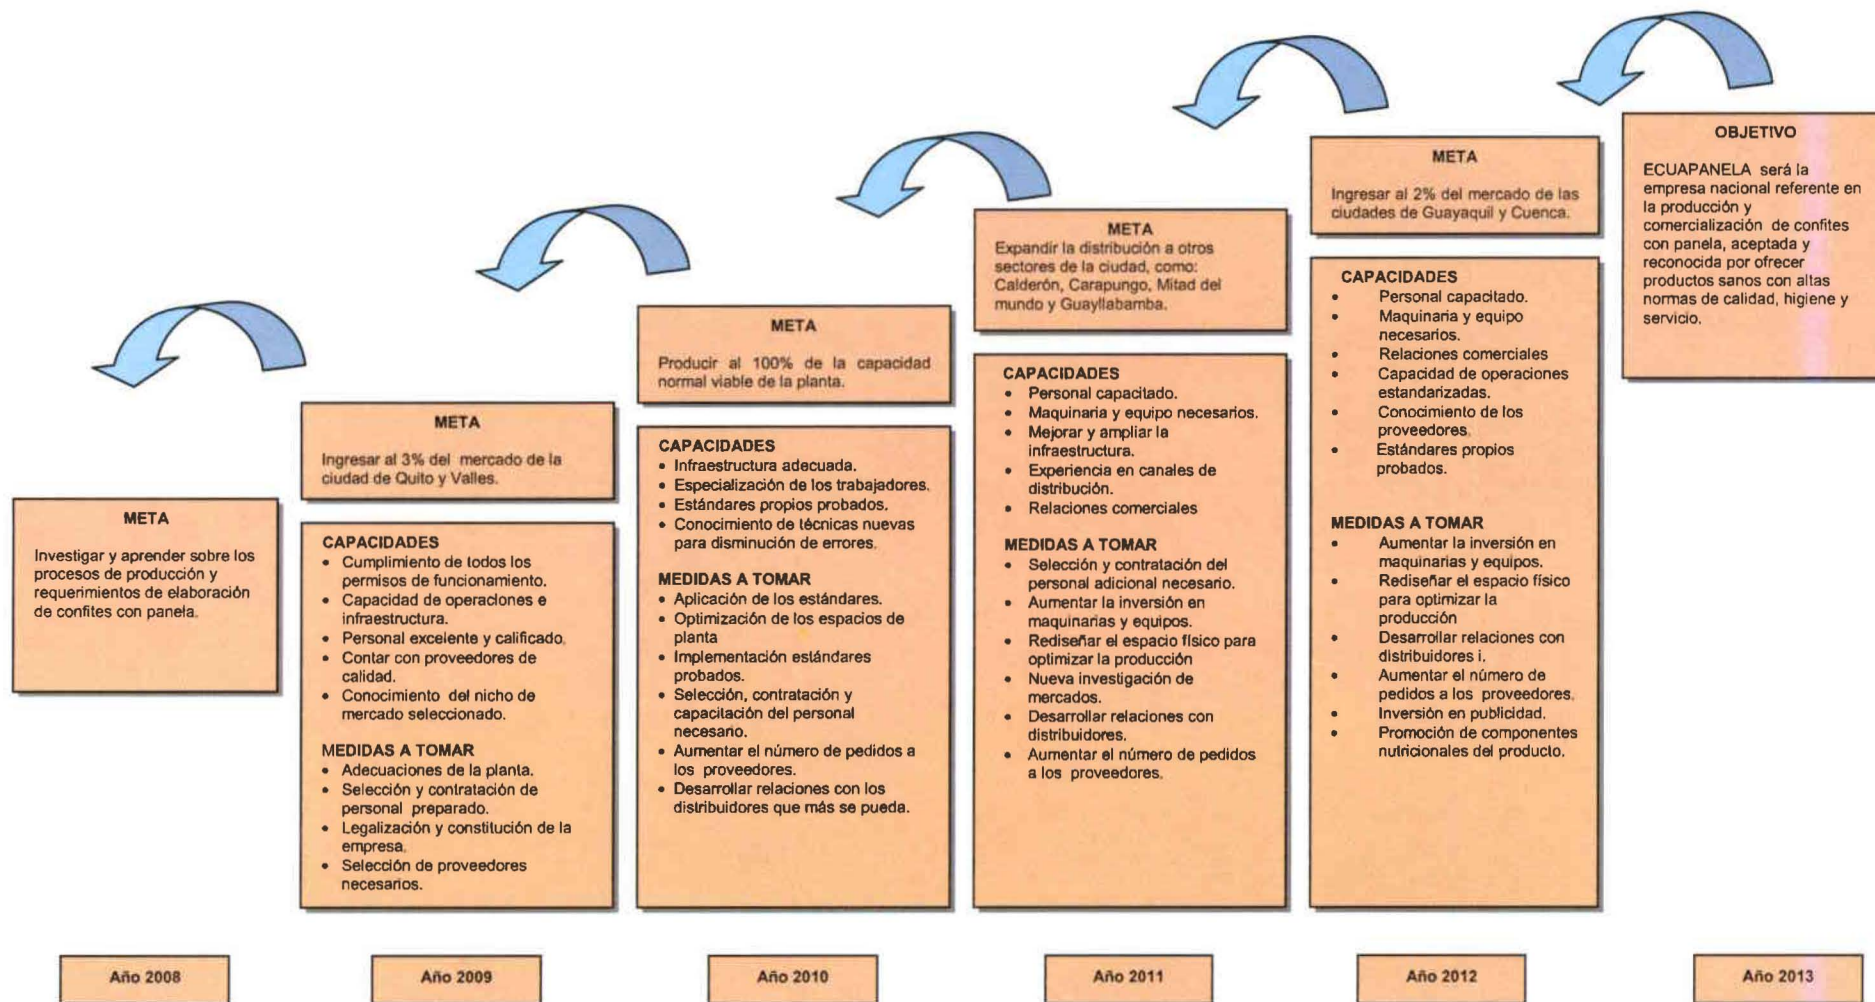 META
Investigar y aprender sobre los
procesos de producción y
requerimientos de elaboración
de confites con panela.
META
Ingresar al 3% del mercado de la
ciudad de Quito y Valles.
CAPACIDADES
• Cumplimiento de todos los
permisos de funcionamiento.
• Capacidad de operaciones e
infraestructura.
• Personal excelente y calificado.
• Contar con proveedores de
calidad.
• Conocimiento del nicho de
mercado seleccionado.
MEDIDAS A TOMAR
• Adecuaciones de la planta.
• Selección y contratación de
personal preparado.
• Legalización y constitución de la
empresa.
• Selección de proveedores
necesarios.
META
Producir al 100% de la capacidad
normal viable de la planta.
CAPACIDADES
• Infraestructura adecuada.
• Especialización de los trabajadores.
• Estándares propios probados.
• Conocimiento de técnicas nuevas
para disminución de errores.
MEDIDAS A TOMAR
• Aplicación de los estándares.
• Optimización de los espacios de
planta
• Implementación estándares
probados.
• Selección, contratación y
capacitación del personal
necesario.
• Aumentar el número de pedidos a
los proveedores.
• Desarrollar relaciones con los
distribuidores que más se pueda.
META
Expandir la distribución a otros
sectores de la ciudad, como:
Calderón, Carapungo, Mitad del
mundo y Guayllabamba.
CAPACIDADES
• Personal capacitado.
• Maquinaria y equipo necesarios.
• Mejorar y ampliar la
infraestructura.
• Experiencia en canales de
distribución.
• Relaciones comerciales
MEDIDAS A TOMAR
• Selección y contratación del
personal adicional necesario.
• Aumentar la inversión en
maquinarias y equipos.
• Rediseñar el espacio físico para
optimizar la producción
• Nueva investigación de
mercados.
• Desarrollar relaciones con
distribuidores.
• Aumentar el número de pedidos
a los proveedores.
META
Ingresar al 2% del mercado de las
ciudades de Guayaquil y Cuenca.
CAPACIDADES
• Personal capacitado.
• Maquinaria y equipo
necesarios.
• Relaciones comerciales
• Capacidad de operaciones
estandarizadas.
• Conocimiento de los
proveedores.
• Estándares propios
probados.
MEDIDAS A TOMAR
• Aumentar la inversión en
maquinarias y equipos.
• Rediseñar el espacio físico
para optimizar la
producción
• Desarrollar relaciones con
distribuidores i.
• Aumentar el número de
pedidos a los proveedores.
• Inversión en publicidad.
• Promoción de componentes
nutricionales del producto.
OBJETIVO
ECUAPANELA será la
empresa nacional referente en
la producción y
comercialización de confites
con panela, aceptada y
reconocida por ofrecer
productos sanos con altas
normas de calidad, higiene y
servicio.
Año 2008
Año 2009
Año 2010
Año 2011
Año 2012
Año 2013